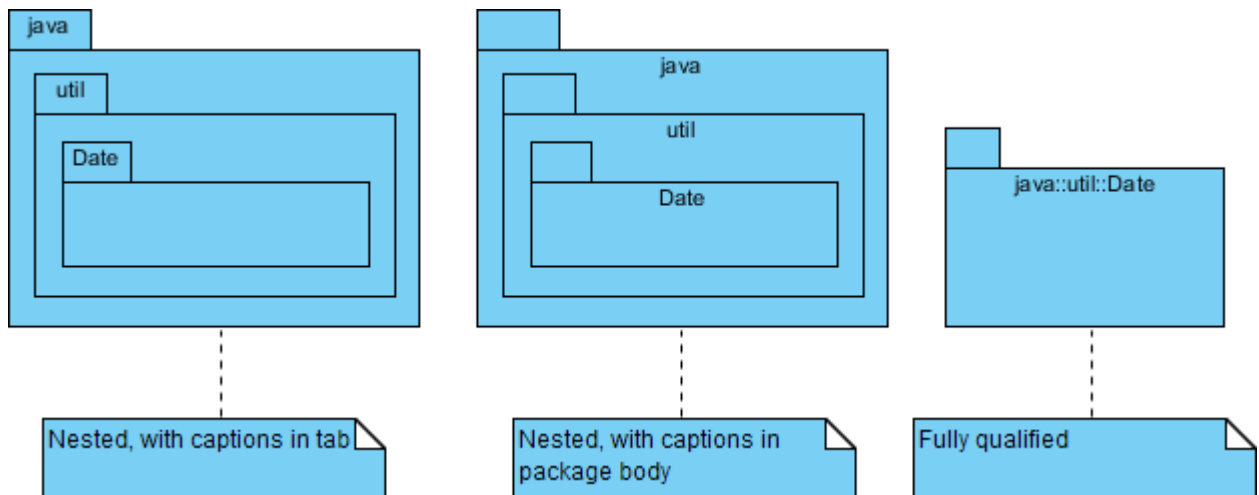 java
util
Date
java
util
Date
java::util::Date
Nested, with captions in tab
Nested, with captions in
package body
Fully qualified